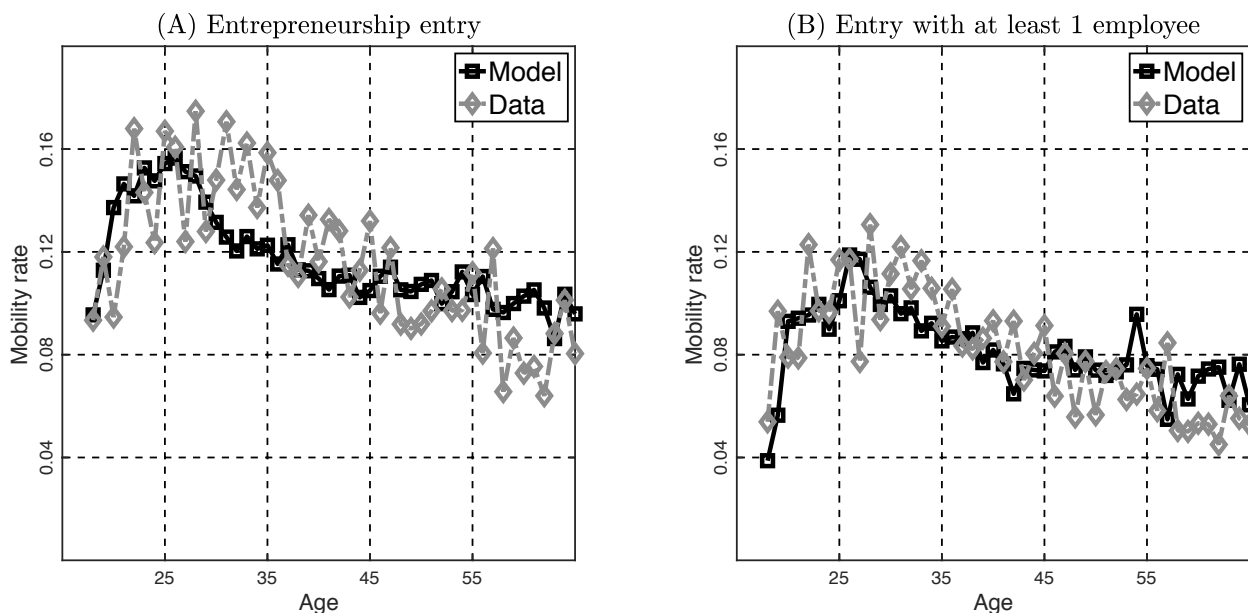 (A) Entrepreneurship entry
Model
Data
0.16
0.12
0.08
0.04
Mobility rate
25 35 45 55
Age
(B) Entry with at least 1 employee
Model
Data
0.16
0.12
0.08
0.04
Mobility rate
25 35 45 55
Age